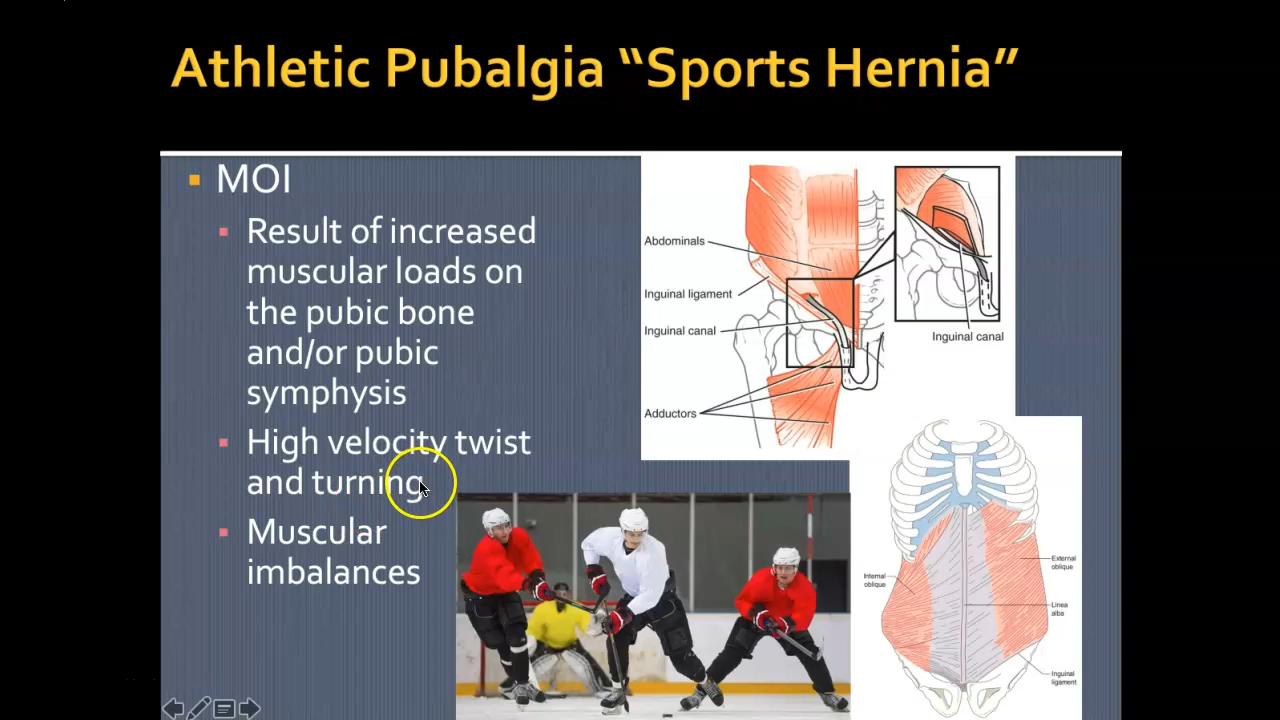 Athletic Pubalgia “Sports Hernia”
MOI
Result of increased
muscular loads on
the pubic bone
and/or pubic
symphysis
High velocity twist
and turning
Muscular
imbalances
Abdominals
Inguinal ligament
Inguinal canal
Adductors
Inguinal canal
External
oblique
Internal
oblique
Linea
alba
Inguinal
ligament